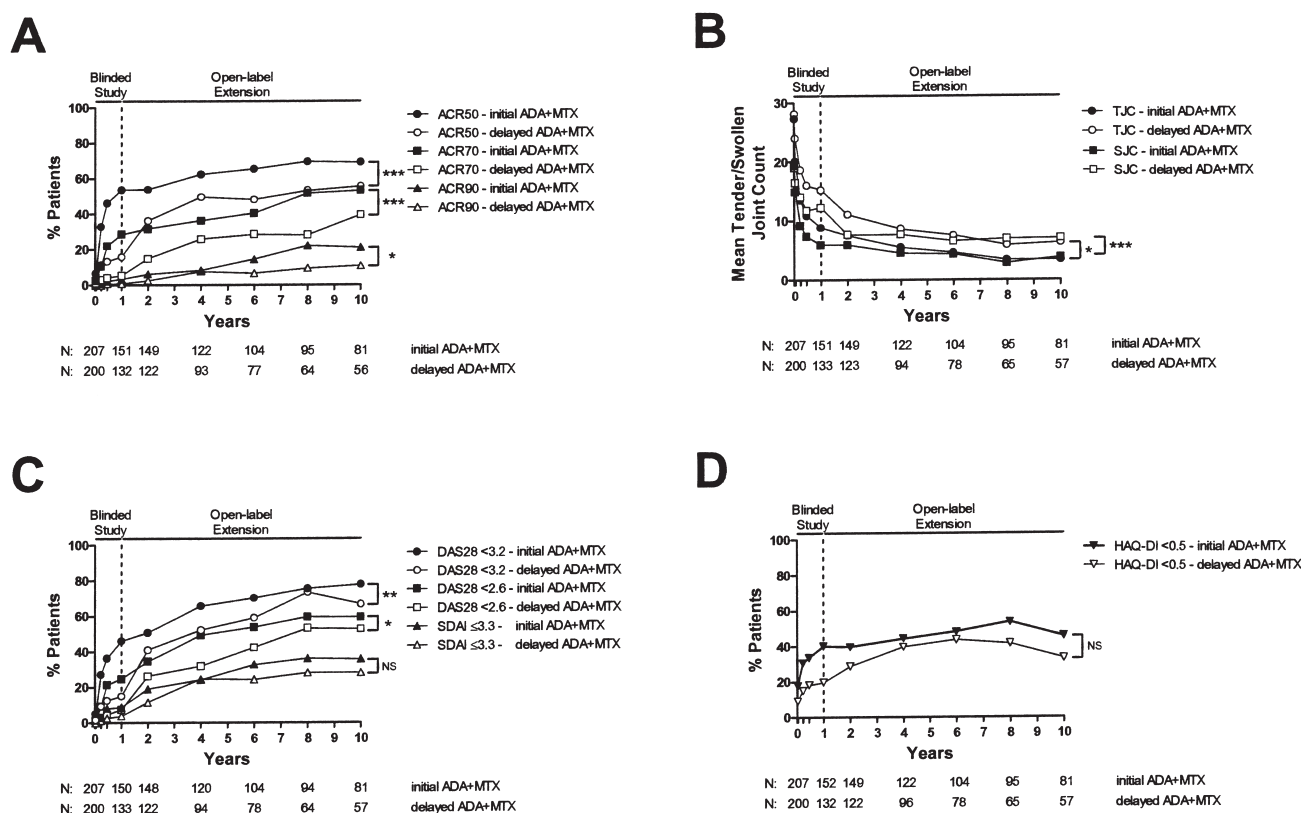 A
Blinded Study
Open-label Extension
100
80
60
40
20
0
% Patients
0 1 2 3 4 5 6 7 8 9 10
Years
ACR50 - initial ADA+MTX
ACR50 - delayed ADA+MTX
ACR70 - initial ADA+MTX
ACR70 - delayed ADA+MTX
ACR90 - initial ADA+MTX
ACR90 - delayed ADA+MTX
***
***
*
N: 207 151 149 122 104 95 81 initial ADA+MTX
N: 200 132 122 93 77 64 56 delayed ADA+MTX
B
Blinded Study
Open-label Extension
30
20
10
0
Mean Tender/Swollen
Joint Count
0 1 2 3 4 5 6 7 8 9 10
Years
TJC - initial ADA+MTX
TJC - delayed ADA+MTX
SJC - initial ADA+MTX
SJC - delayed ADA+MTX
* ***
N: 207 151 149 122 104 95 81 initial ADA+MTX
N: 200 133 123 94 78 65 57 delayed ADA+MTX
C
Blinded Study
Open-label Extension
100
80
60
40
20
0
% Patients
0 1 2 3 4 5 6 7 8 9 10
Years
DAS28 <3.2 - initial ADA+MTX
DAS28 <3.2 - delayed ADA+MTX
DAS28 <2.6 - initial ADA+MTX
DAS28 <2.6 - delayed ADA+MTX
SDAI ≤3.3 - initial ADA+MTX
SDAI ≤3.3 - delayed ADA+MTX
**
*
NS
N: 207 150 148 120 104 94 81 initial ADA+MTX
N: 200 133 122 94 78 64 57 delayed ADA+MTX
D
Blinded Study
Open-label Extension
100
80
60
40
20
0
% Patients
0 1 2 3 4 5 6 7 8 9 10
Years
HAQ-DI <0.5 - initial ADA+MTX
HAQ-DI <0.5 - delayed ADA+MTX
NS
N: 207 152 149 122 104 95 81 initial ADA+MTX
N: 200 132 122 96 78 65 57 delayed ADA+MTX